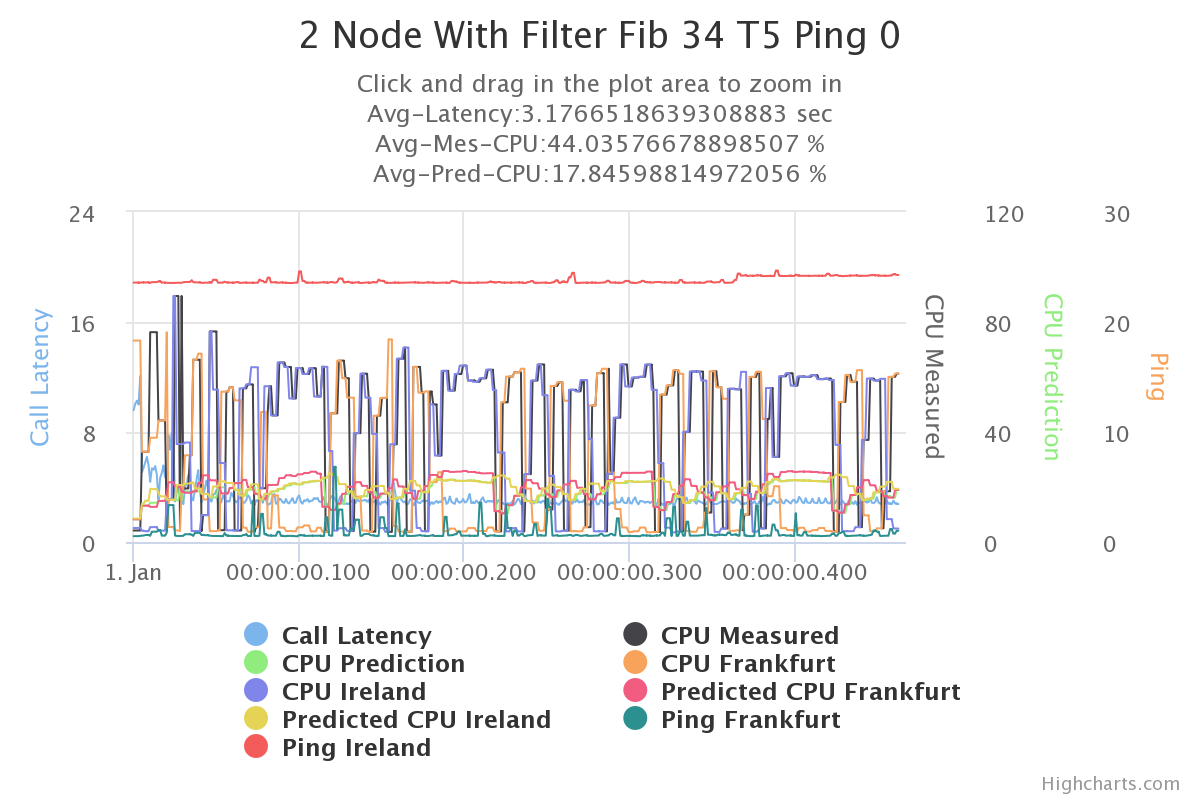 2 Node With Filter Fib 34 T5 Ping 0
Click and drag in the plot area to zoom in
Avg-Latency:3.1766518639308883 sec
Avg-Mes-CPU:44.03576678898507 %
Avg-Pred-CPU:17.84598814972056 %
24
120
30
16
80
20
8
40
10
0
0
0
Call Latency
CPU Measured
CPU Prediction
Ping
1. Jan
00:00:00.100
00:00:00.200
00:00:00.300
00:00:00.400
Call Latency
CPU Measured
CPU Prediction
CPU Frankfurt
CPU Ireland
Predicted CPU Frankfurt
Predicted CPU Ireland
Ping Frankfurt
Ping Ireland
Highcharts.com